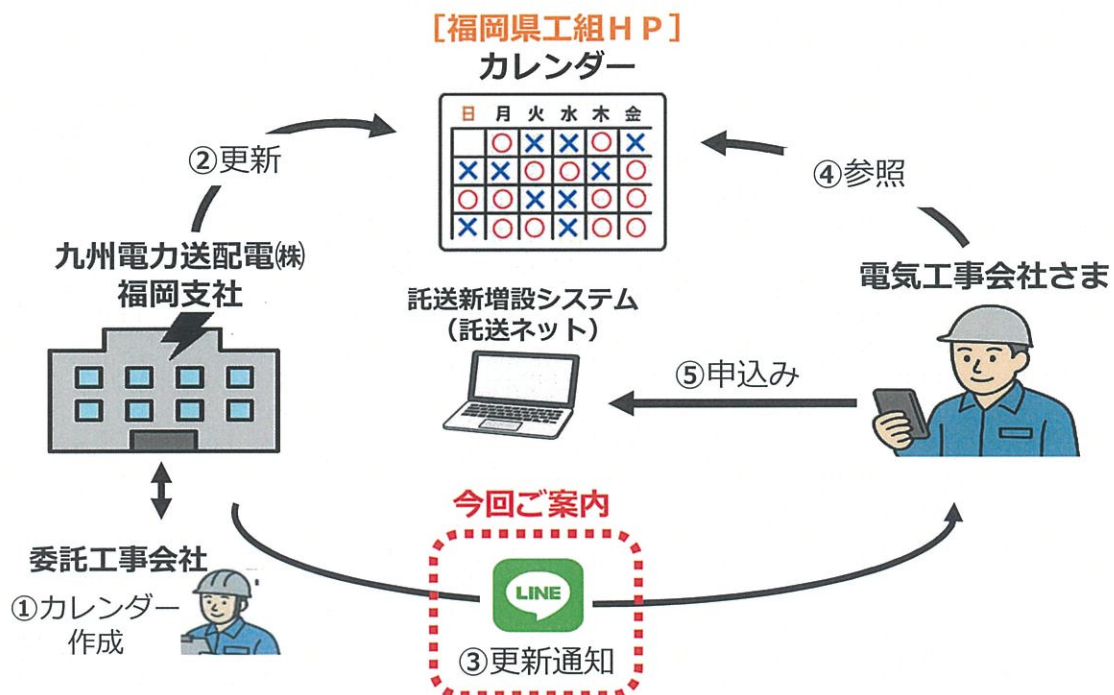 [福岡県工組HP]
カレンダー
日 月 火 水 木 金
②更新
④参照
九州電力送配電㈱
福岡支社
託送新増設システム
(託送ネット)
電気工事会社さま
⑤申込み
今回ご案内
委託工事会社
①カレンダー
作成
LINE
③更新通知